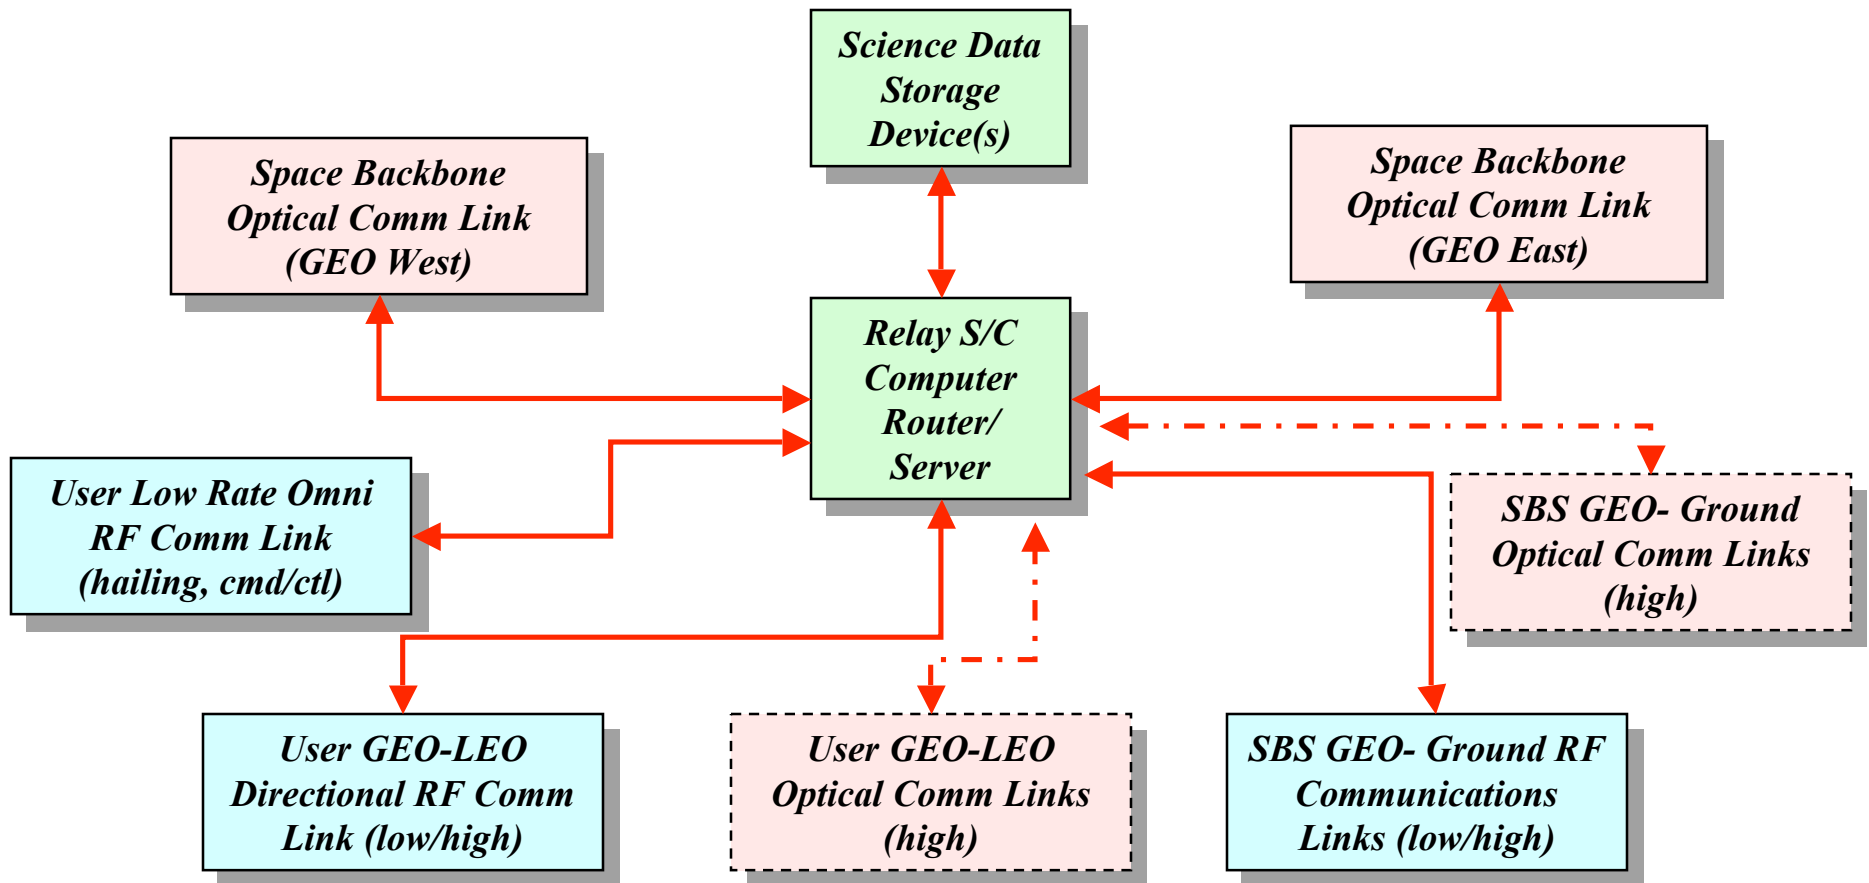 Science Data
Storage
Device(s)
Space Backbone
Optical Comm Link
(GEO West)
Space Backbone
Optical Comm Link
(GEO East)
Relay S/C
Computer
Router/
Server
User Low Rate Omni
RF Comm Link
(hailing, cmd/ctl)
SBS GEO- Ground
Optical Comm Links
(high)
User GEO-LEO
Directional RF Comm
Link (low/high)
User GEO-LEO
Optical Comm Links
(high)
SBS GEO- Ground RF
Communications
Links (low/high)